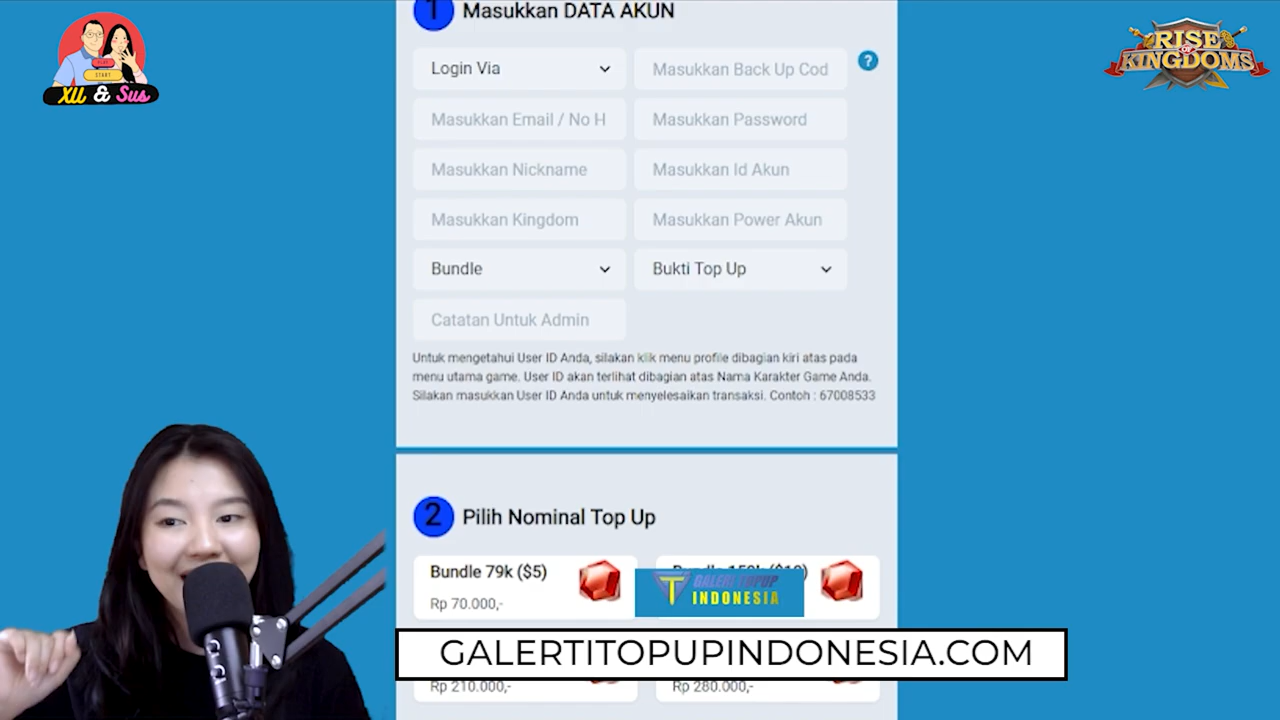 1 Masukkan DATA AKUN
Login Via
Masukkan Back Up Cod
?
Masukkan Email / No H
Masukkan Password
Masukkan Nickname
Masukkan Id Akun
Masukkan Kingdom
Masukkan Power Akun
Bundle
Bukti Top Up
Catatan Untuk Admin
Untuk mengetahui User ID Anda, silakan klik menu profile dibagian kiri atas pada
menu utama game. User ID akan terlihat dibagian atas Nama Karakter Game Anda.
Silakan masukkan User ID Anda untuk menyelesaikan transaksi. Contoh : 67008533
2 Pilih Nominal Top Up
Bundle 79k ($5)
Rp 70.000,-
GALERI TOPUP
INDONESIA
GALERTITOPUPINDONESIA.COM
Rp 210.000,-
Rp 280.000,-
PLAY
START
XU & Sus
RISE
OF
KINGDOMS